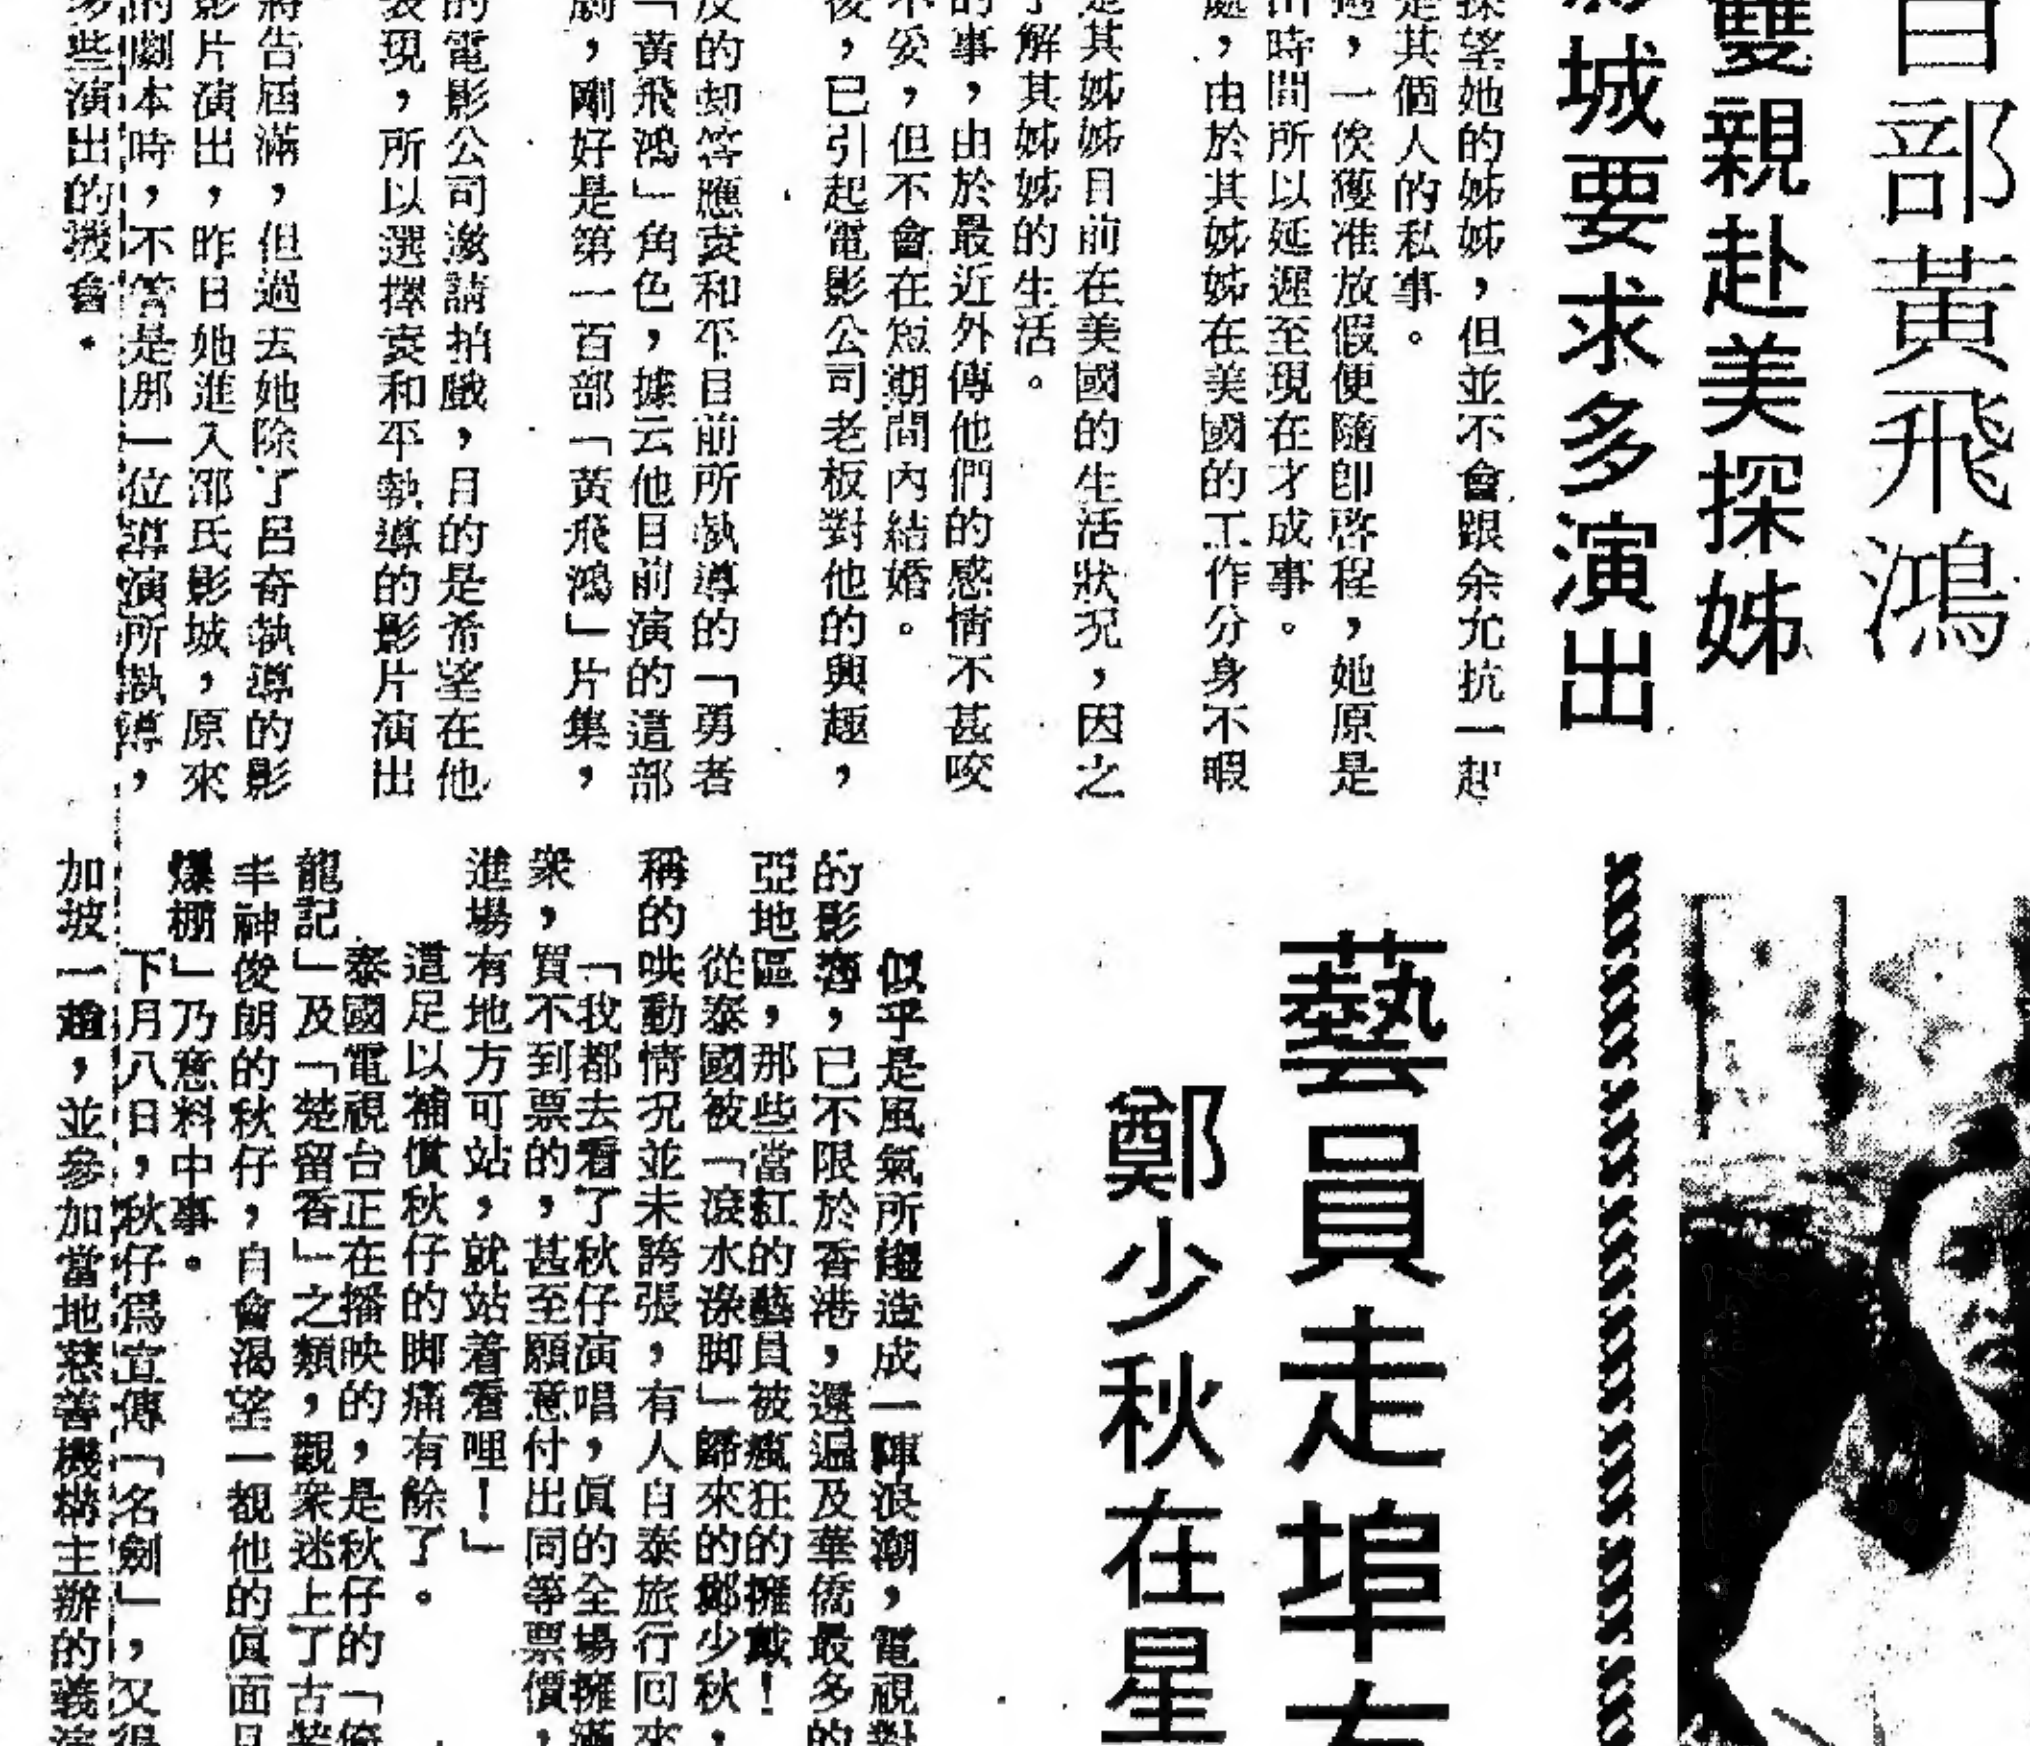 百部黃飛鴻
雙親赴美探姊
影城要求多演出
探望她的姊姊，但並不會跟余允抗一起
是其個人的私事。
過，一俟獲准放假便隨卽啓程，她原是
出時間所以延遲至現在才成事。
處，由於其姊姊在美國的工作分身不暇
是其姊姊目前在美國的生活狀況，因之
了解其姊姊的生活。
的事，由於最近外傳他們的感情不甚咬
不妥，但不會在短期間內結婚。
後，已引起電影公司老板對他的興趣，
反的却答應袁和平目前所執導的「勇者
「黃飛鴻」角色，據云他目前演的這部
劇，剛好是第一百部「黃飛鴻」片集，
的電影公司邀請拍戲，目的是希望在他
表現，所以選擇袁和平執導的影片演出
將告屆滿，但過去她除了呂奇執導的影
影片演出，昨日她進入邵氏影城，原來
的劇本時，不管是那一位導演所執導，
多些演出的機會．
藝員走埠
鄭少秋在星
似乎是風氣所趨造成一陣浪潮，電視對
的影響，已不限於香港，還遍及華僑最多的
亞地區，那些當紅的藝員被瘋狂的擁戴！
從泰國被「滾水淥脚」歸來的鄭少秋，
稱的哄動情況並未誇張，有人自泰旅行回來
「我都去看了秋仔演唱，眞的全場擁滿
衆，買不到票的，甚至願意付出同等票價，
進場有地方可站，就站着看哩！」
這足以補償秋仔的脚痛有餘了。
泰國電視台正在播映的，是秋仔的「倚
龍記」及「楚留香」之類，觀衆迷上了古裝
丰神俊朗的秋仔，自會渴望一覩他的眞面目
爆棚」乃意料中事。
下月八日，秋仔爲宣傳「名劍」，又得
加坡一趟，並參加當地慈善機構主辦的義演